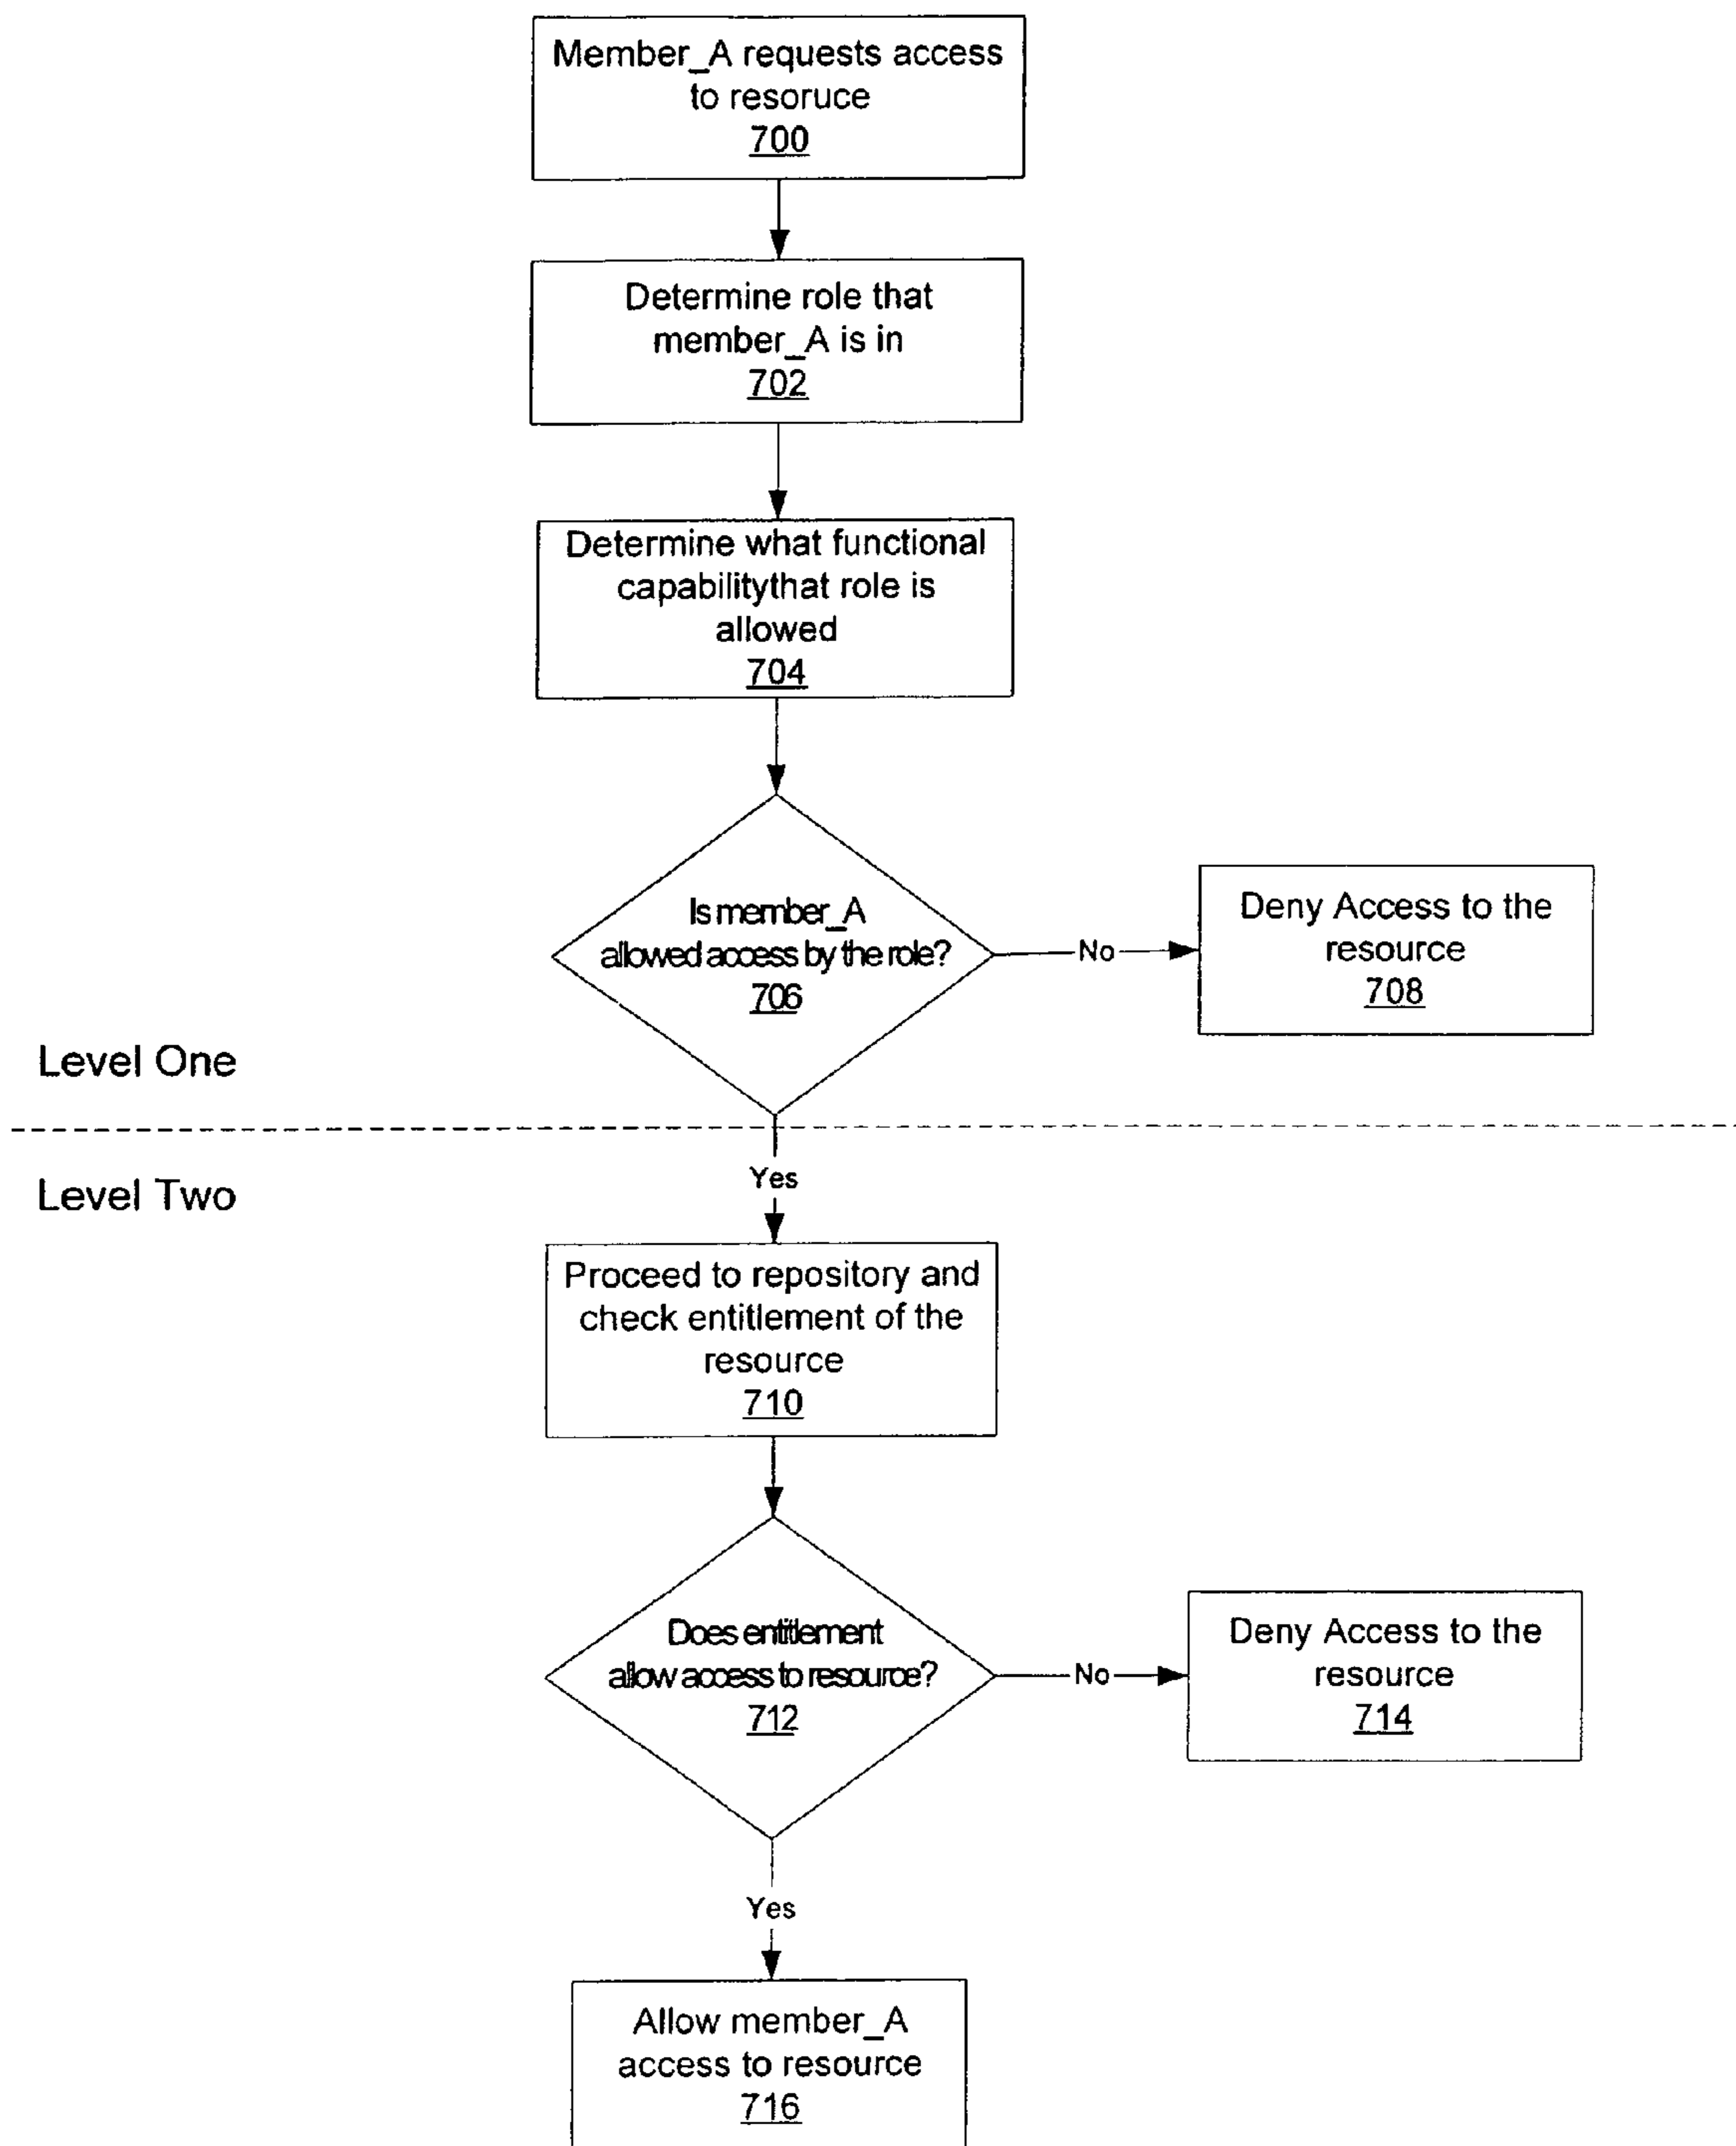 Member_A requests access
to resoruce
700
Determine role that
member_A is in
702
Determine what functional
capabilitythat role is
allowed
704
Is member_A
allowed access by the role?
706
No
Deny Access to the
resource
708
Level One
Level Two
Yes
Proceed to repository and
check entitlement of the
resource
710
Does entitlement
allow access to resource?
712
No
Deny Access to the
resource
714
Yes
Allow member_A
access to resource
716